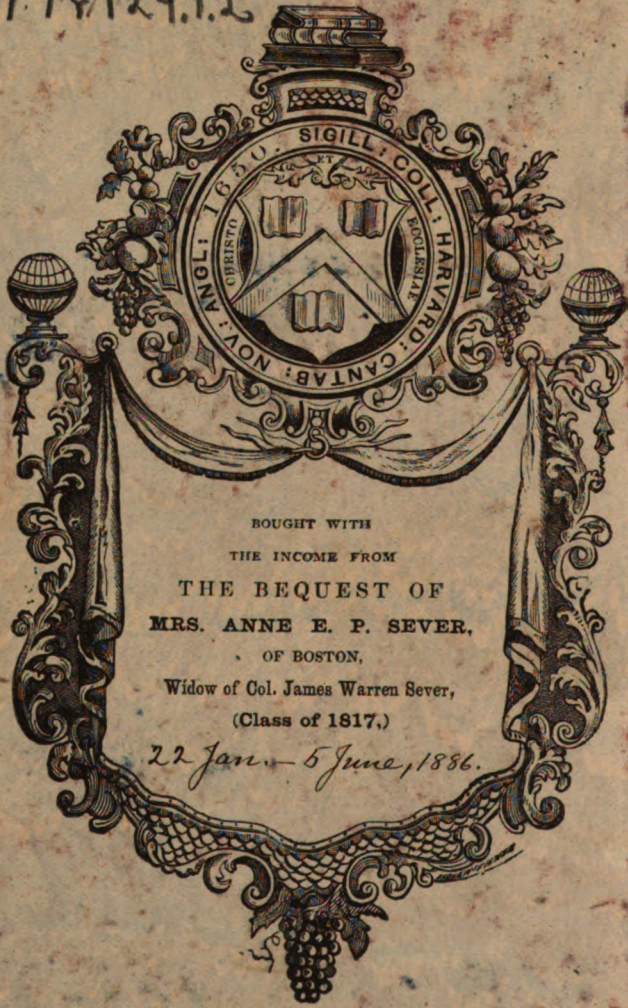 SIGILL: COLL: HARVARD: CANTAB: NOV: ANGL: 1650.
CHRISTO ET ECCLESIAE
BOUGHT WITH
THE INCOME FROM
THE BEQUEST OF
MRS. ANNE E. P. SEVER,
OF BOSTON,
Widow of Col. James Warren Sever,
(Class of 1817,)
22 Jan. – 5 June, 1886.